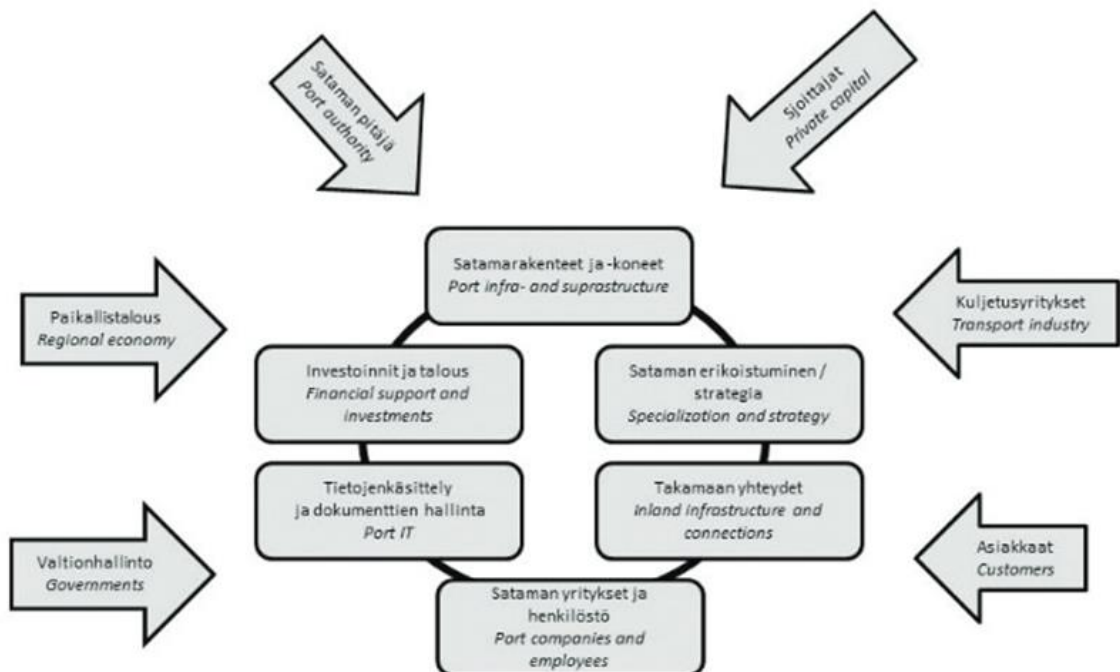 Sataman pitäjä
Port authority
Sjoittajat
Private capital
Satamarakenteet ja -koneet
Port infra- and suprastructure
Paikallistalous
Regional economy
Kuljetusyritykset
Transport industry
Investoinnit ja talous
Financial support and
investments
Sataman erikoistuminen /
strategia
Specialization and strategy
Tietojenkäsittely
ja dokumenttien hallinta
Port IT
Takamaan yhteydet
Inland infrastructure and
connections
Valtionhallinto
Governments
Asiakkaat
Customers
Sataman yritykset ja
henkilöstö
Port companies and
employees